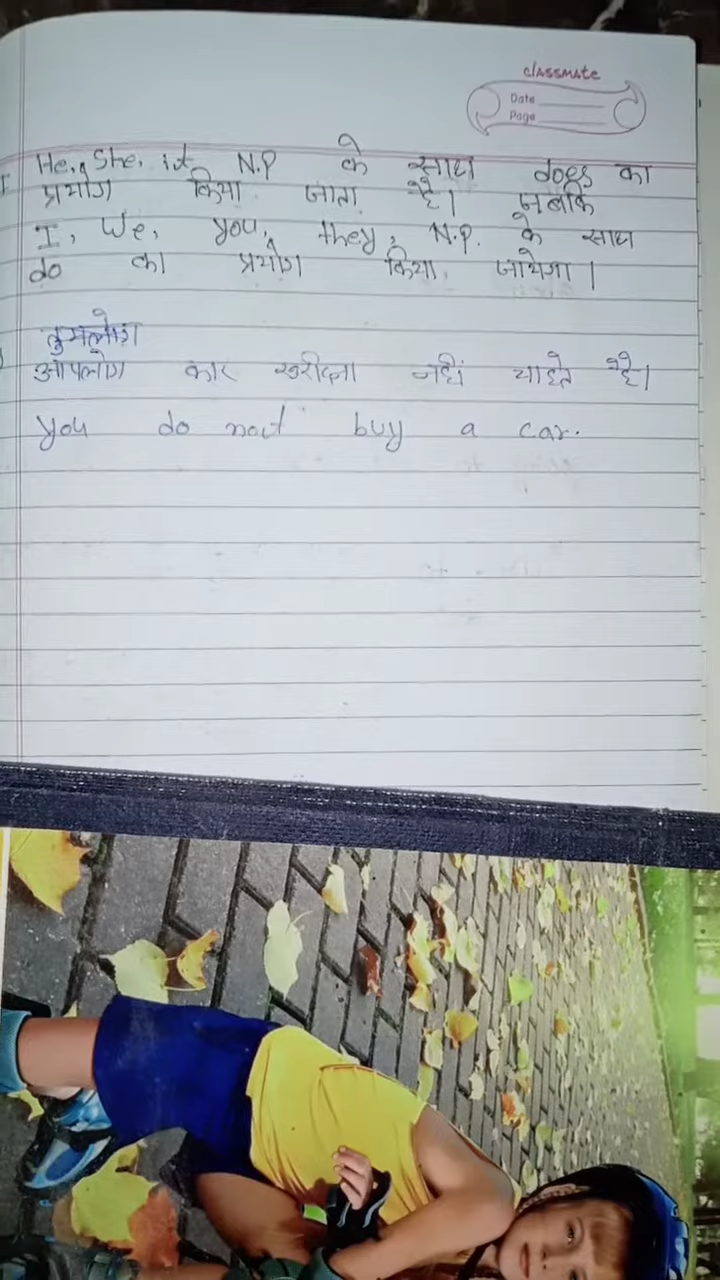 classmate
Date
Page
He, She, it N.P के साथ does का
प्रयोग किया जाता है। जबकि
I, We, you, they, N.P. के साथ
do का प्रयोग किया जायेगा।
तुमलोग
आपलोग कार खरीदना नहीं चाहते है।
you do not buy a car.